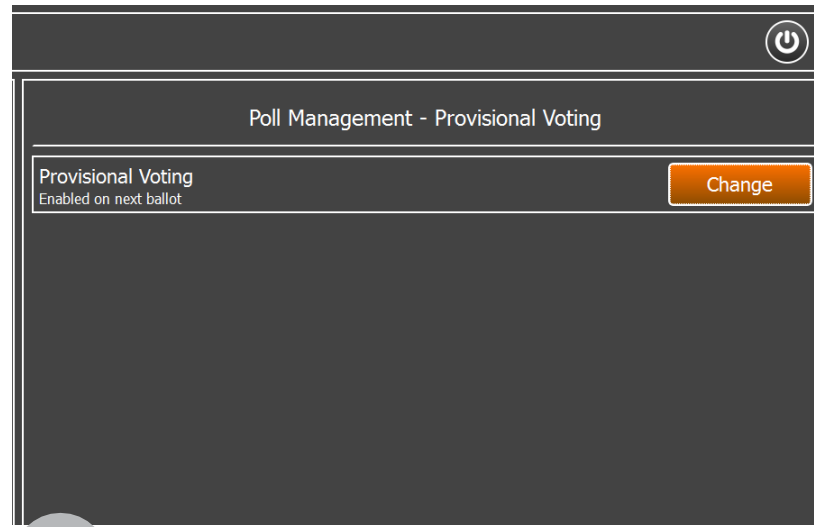 Poll Management - Provisional Voting
Provisional Voting
Change
Enabled on next ballot